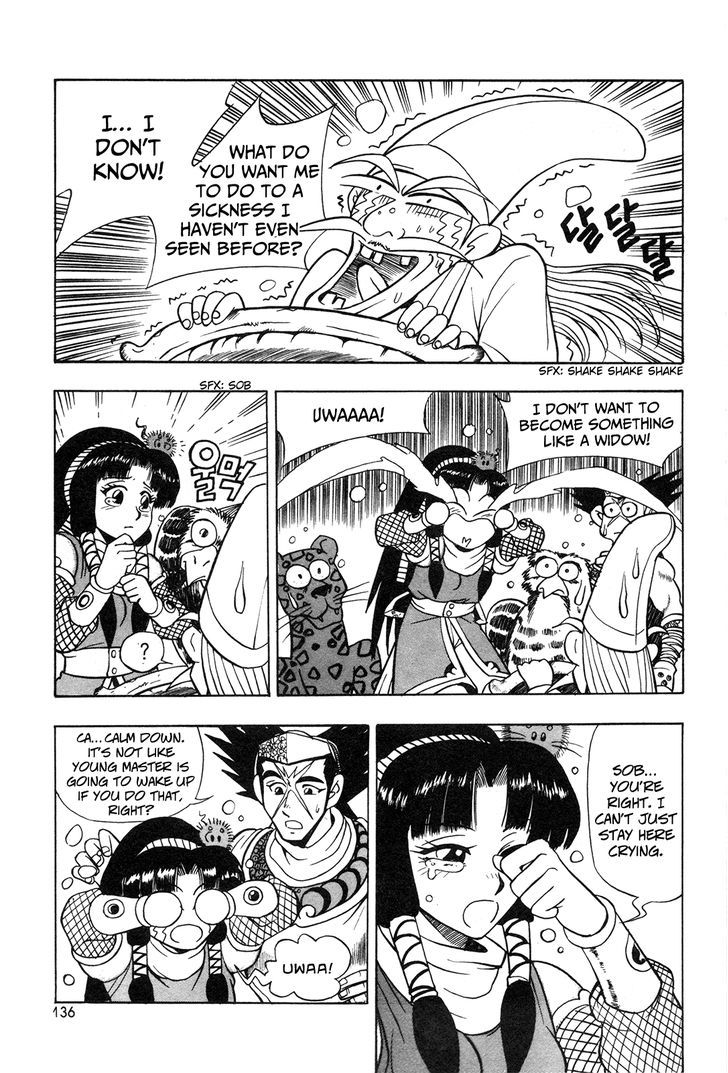 I... I
DON'T
KNOW!
WHAT DO
YOU WANT ME
TO DO TO A
SICKNESS I
HAVEN'T EVEN
SEEN BEFORE?
달달달
SFX: SHAKE SHAKE SHAKE
SFX: SOB
울먹
?
UWAAAA!
I DON'T WANT TO
BECOME SOMETHING
LIKE A WIDOW!
CA...CALM DOWN.
IT'S NOT LIKE
YOUNG MASTER IS
GOING TO WAKE UP
IF YOU DO THAT,
RIGHT?
UWAA!
SOB...
YOU'RE
RIGHT. I
CAN'T JUST
STAY HERE
CRYING.
136